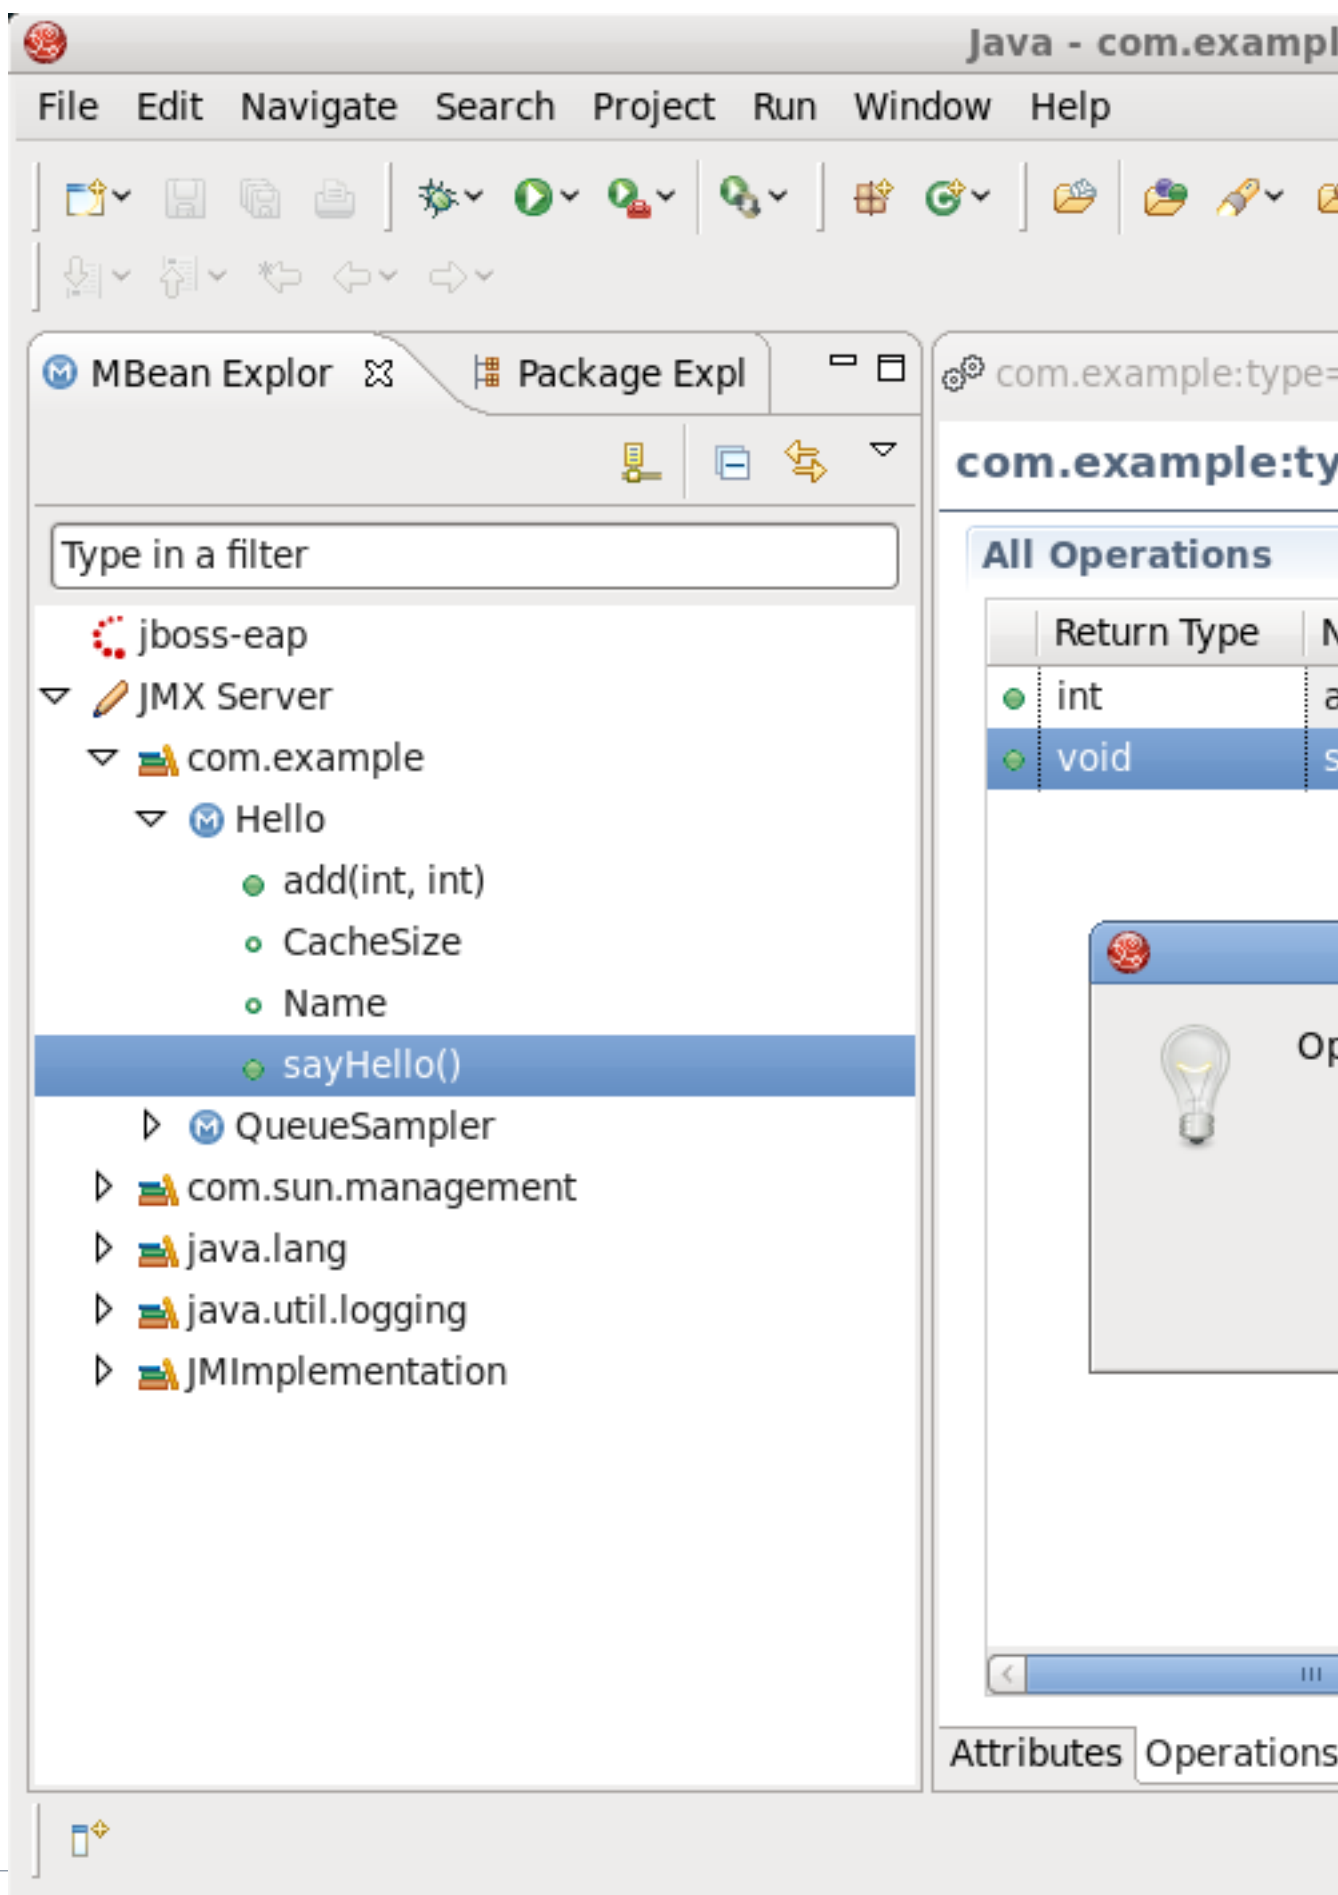 Java - com.exampl
File Edit Navigate Search Project Run Window Help
MBean Explor Package Expl
com.example:type=
com.example:ty
Type in a filter
All Operations
Return Type N
int a
void s
jboss-eap
JMX Server
com.example
Hello
add(int, int)
CacheSize
Name
sayHello()
QueueSampler
com.sun.management
java.lang
java.util.logging
JMImplementation
Op
Attributes Operations